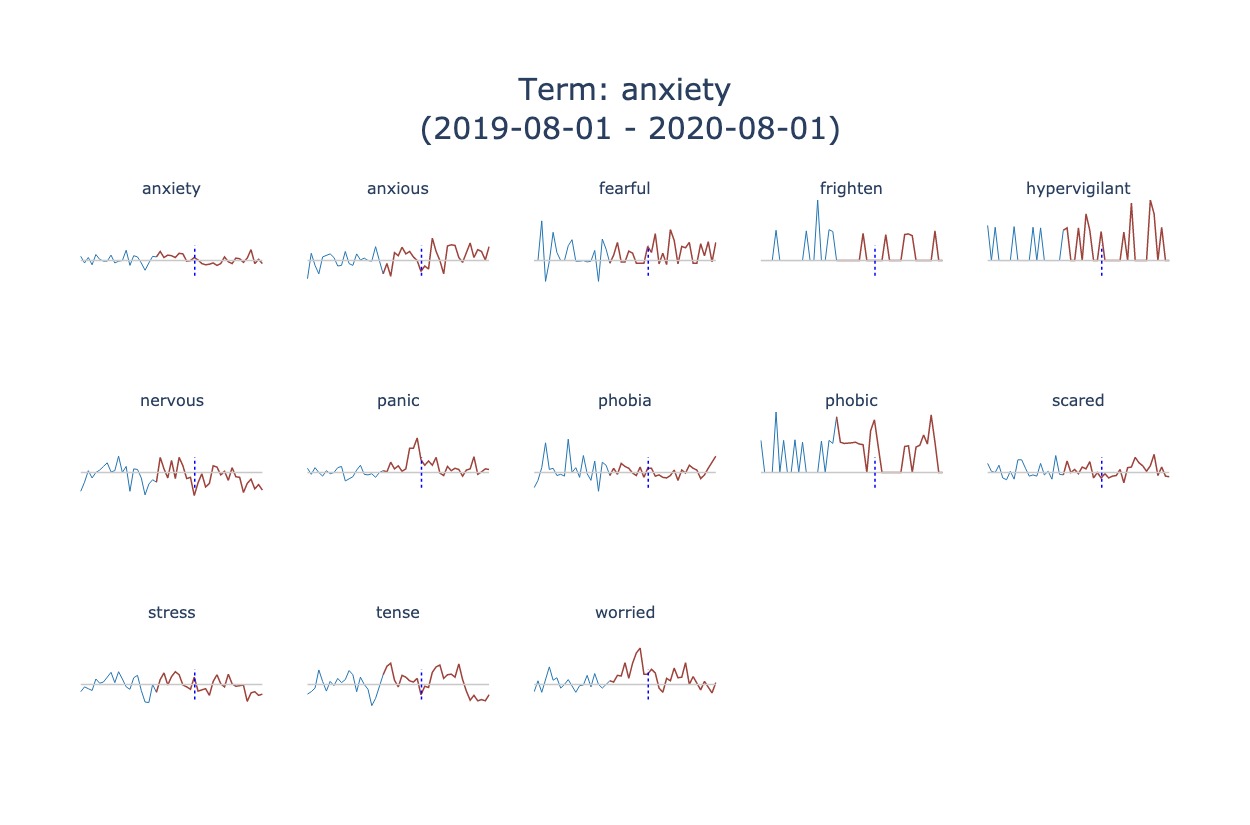 Term: anxiety
(2019-08-01 - 2020-08-01)
anxiety
anxious
fearful
frighten
hypervigilant
nervous
panic
phobia
phobic
scared
stress
tense
worried